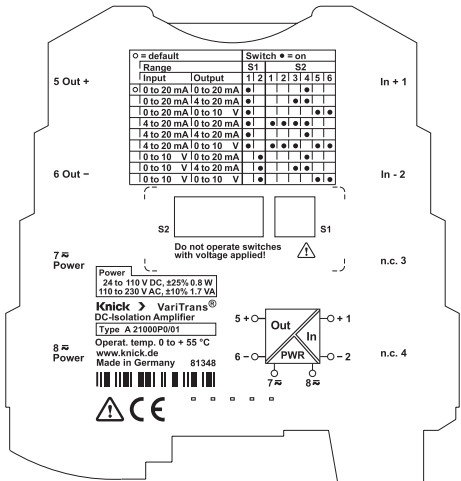 o = default Switch ● = on
Range S1 S2
Input Output 1 2 1 2 3 4 5 6
0 to 20 mA 0 to 20 mA
0 to 20 mA 4 to 20 mA
0 to 20 mA 0 to 10 V
4 to 20 mA 0 to 20 mA
4 to 20 mA 4 to 20 mA
4 to 20 mA 0 to 10 V
0 to 10 V 0 to 20 mA
0 to 10 V 4 to 20 mA
0 to 10 V 0 to 10 V
5 Out +
In + 1
6 Out −
In - 2
S2
S1
Do not operate switches
with voltage applied!
7 ≂
Power
n.c. 3
Power
24 to 110 V DC, ±25% 0.8 W
110 to 230 V AC, ±10% 1.7 VA
Knick > VariTrans®
DC-Isolation Amplifier
Type A 21000P0/01
Operat. temp. 0 to + 55 °C
www.knick.de
Made in Germany 81348
CE
8 ≂
Power
5 + Out In + 1
6 − PWR − 2
7 ≂ 8 ≂
n.c. 4